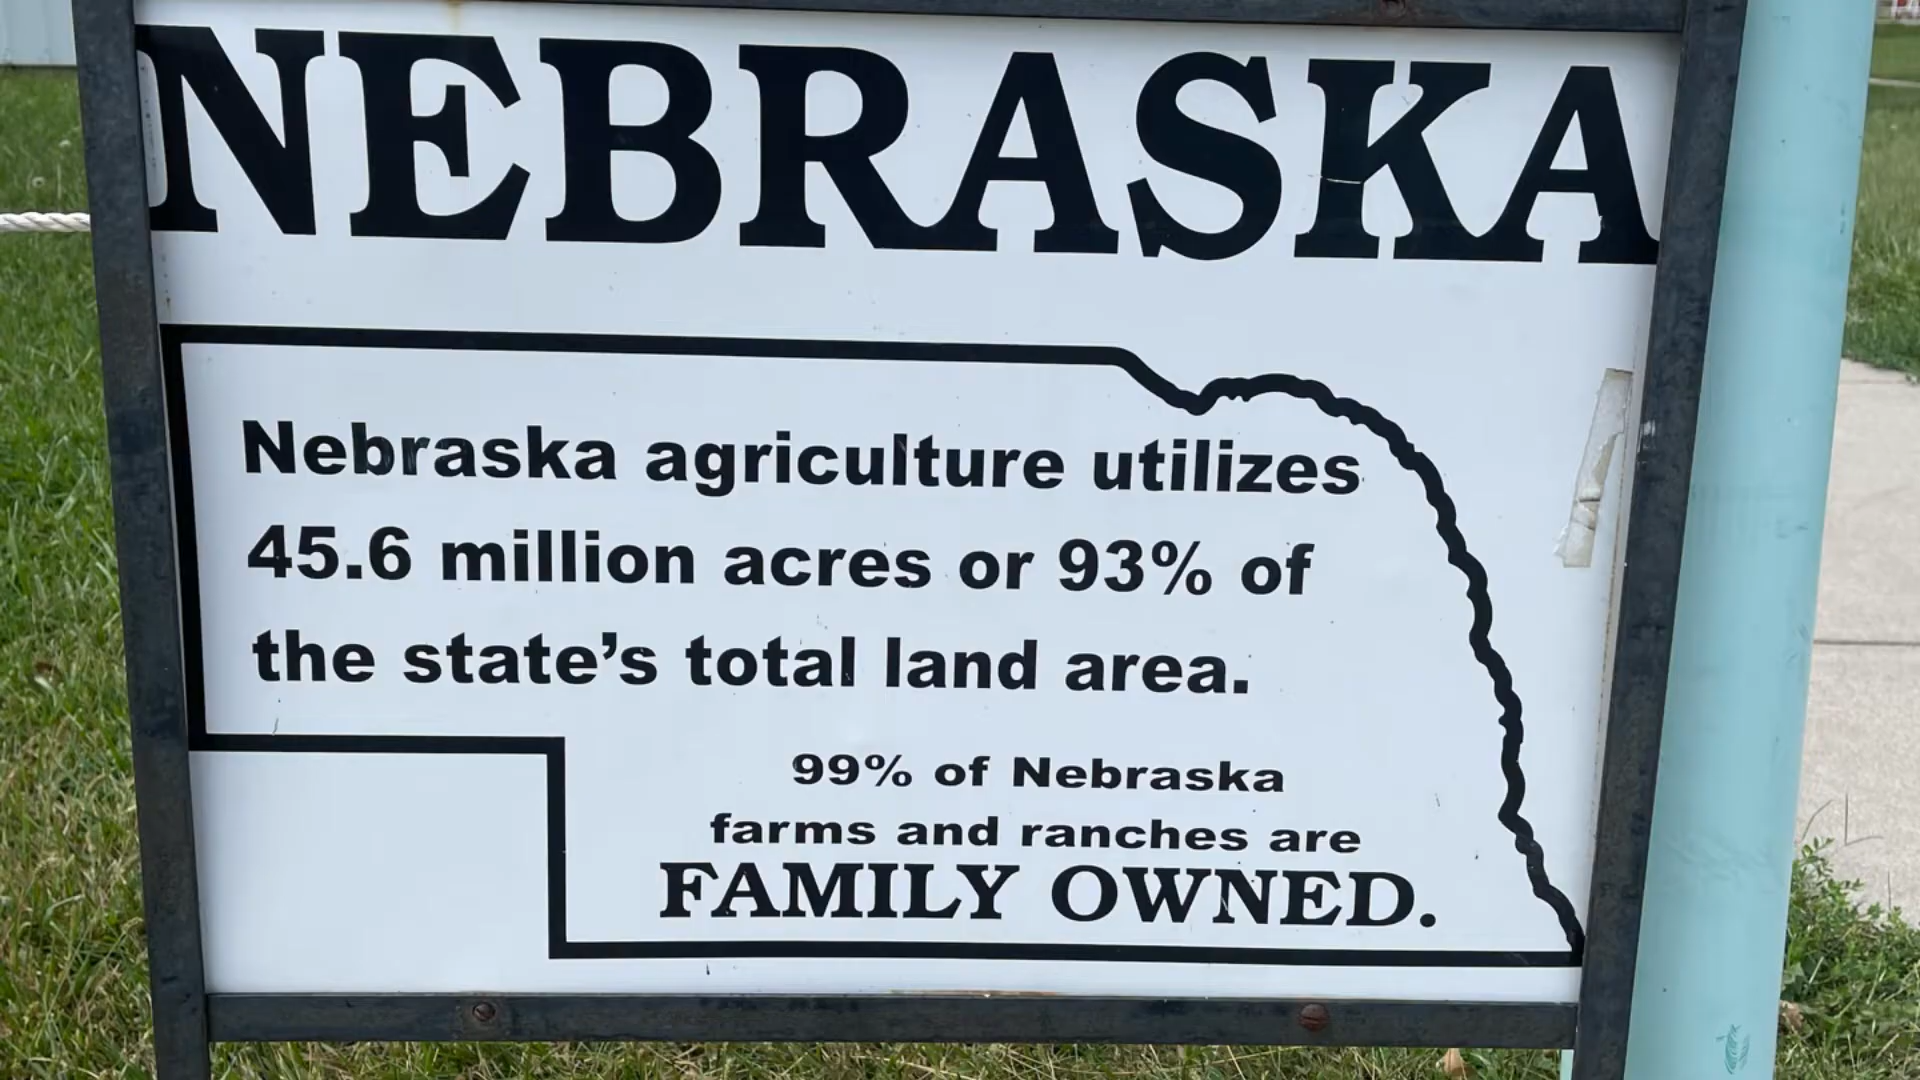 NEBRASKA
Nebraska agriculture utilizes
45.6 million acres or 93% of
the state’s total land area.
99% of Nebraska
farms and ranches are
FAMILY OWNED.